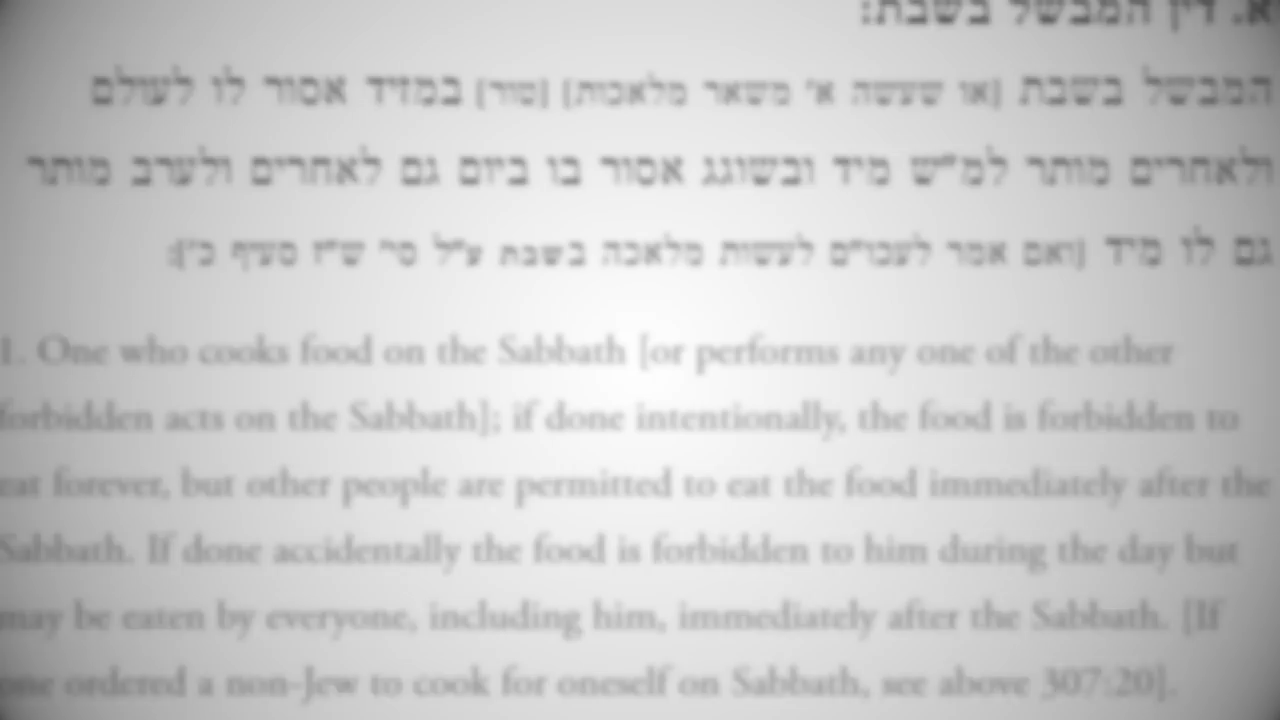 א. דין המבשל בשבת:
המבשל בשבת [או שעשה א' משאר מלאכות] [טור] במזיד אסור לו לעולם
ולאחרים מותר למ"ש מיד ובשוגג אסור בו ביום גם לאחרים ולערב מותר
גם לו מיד [ואם אמר לעכו"ם לעשות מלאכה בשבת ע"ל סי' ש"ז סעיף כ']:
1. One who cooks food on the Sabbath [or performs any one of the other
forbidden acts on the Sabbath]; if done intentionally, the food is forbidden to
eat forever, but other people are permitted to eat the food immediately after the
Sabbath. If done accidentally the food is forbidden to him during the day but
may be eaten by everyone, including him, immediately after the Sabbath. [If
one ordered a non-Jew to cook for oneself on Sabbath, see above 307:20].